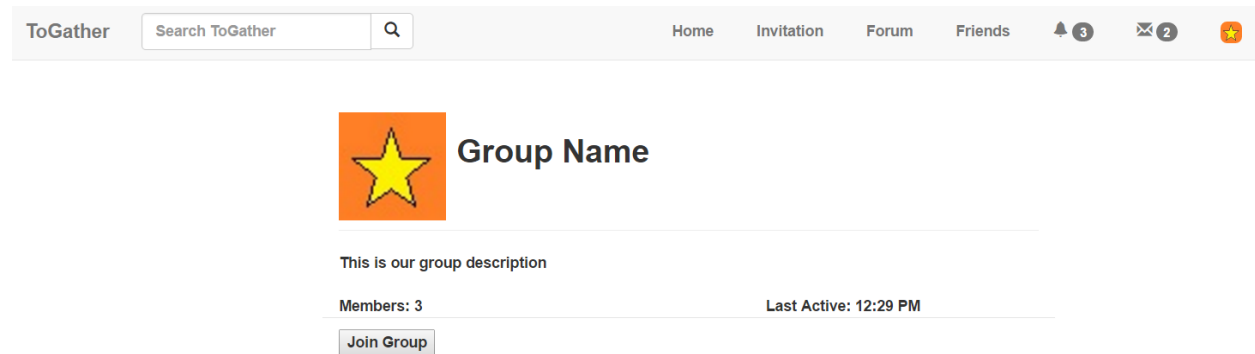 ToGather Search ToGather Home Invitation Forum Friends 3 2
Group Name
This is our group description
Members: 3 Last Active: 12:29 PM
Join Group